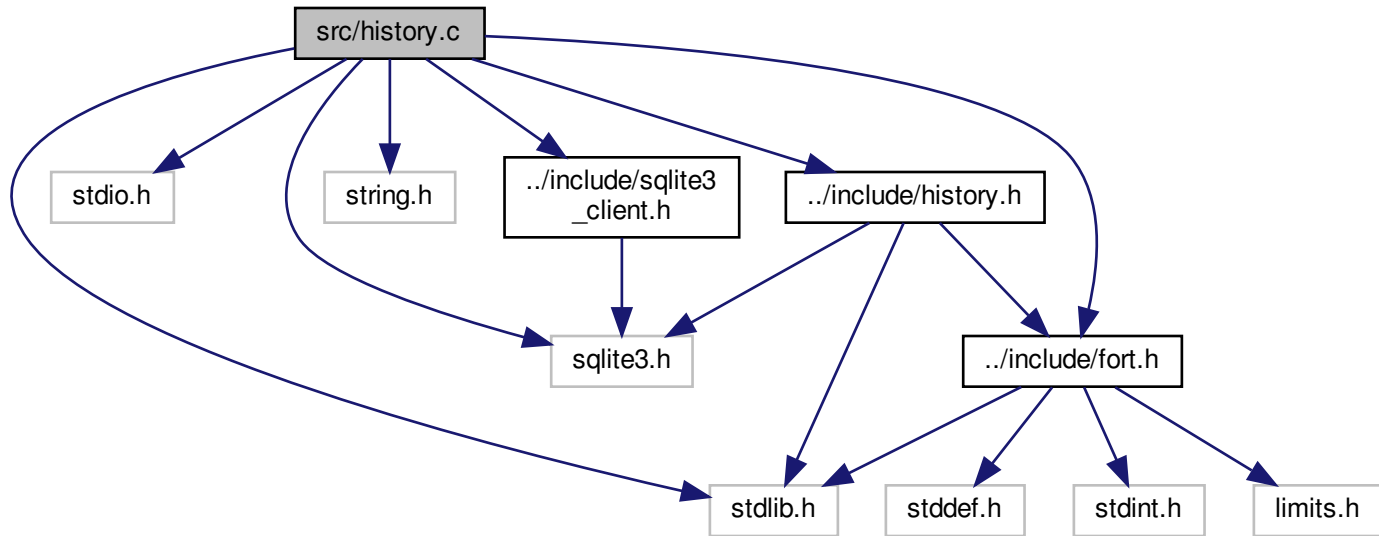 src/history.c
stdio.h
string.h
../include/sqlite3
_client.h
../include/history.h
sqlite3.h
../include/fort.h
stdlib.h
stddef.h
stdint.h
limits.h